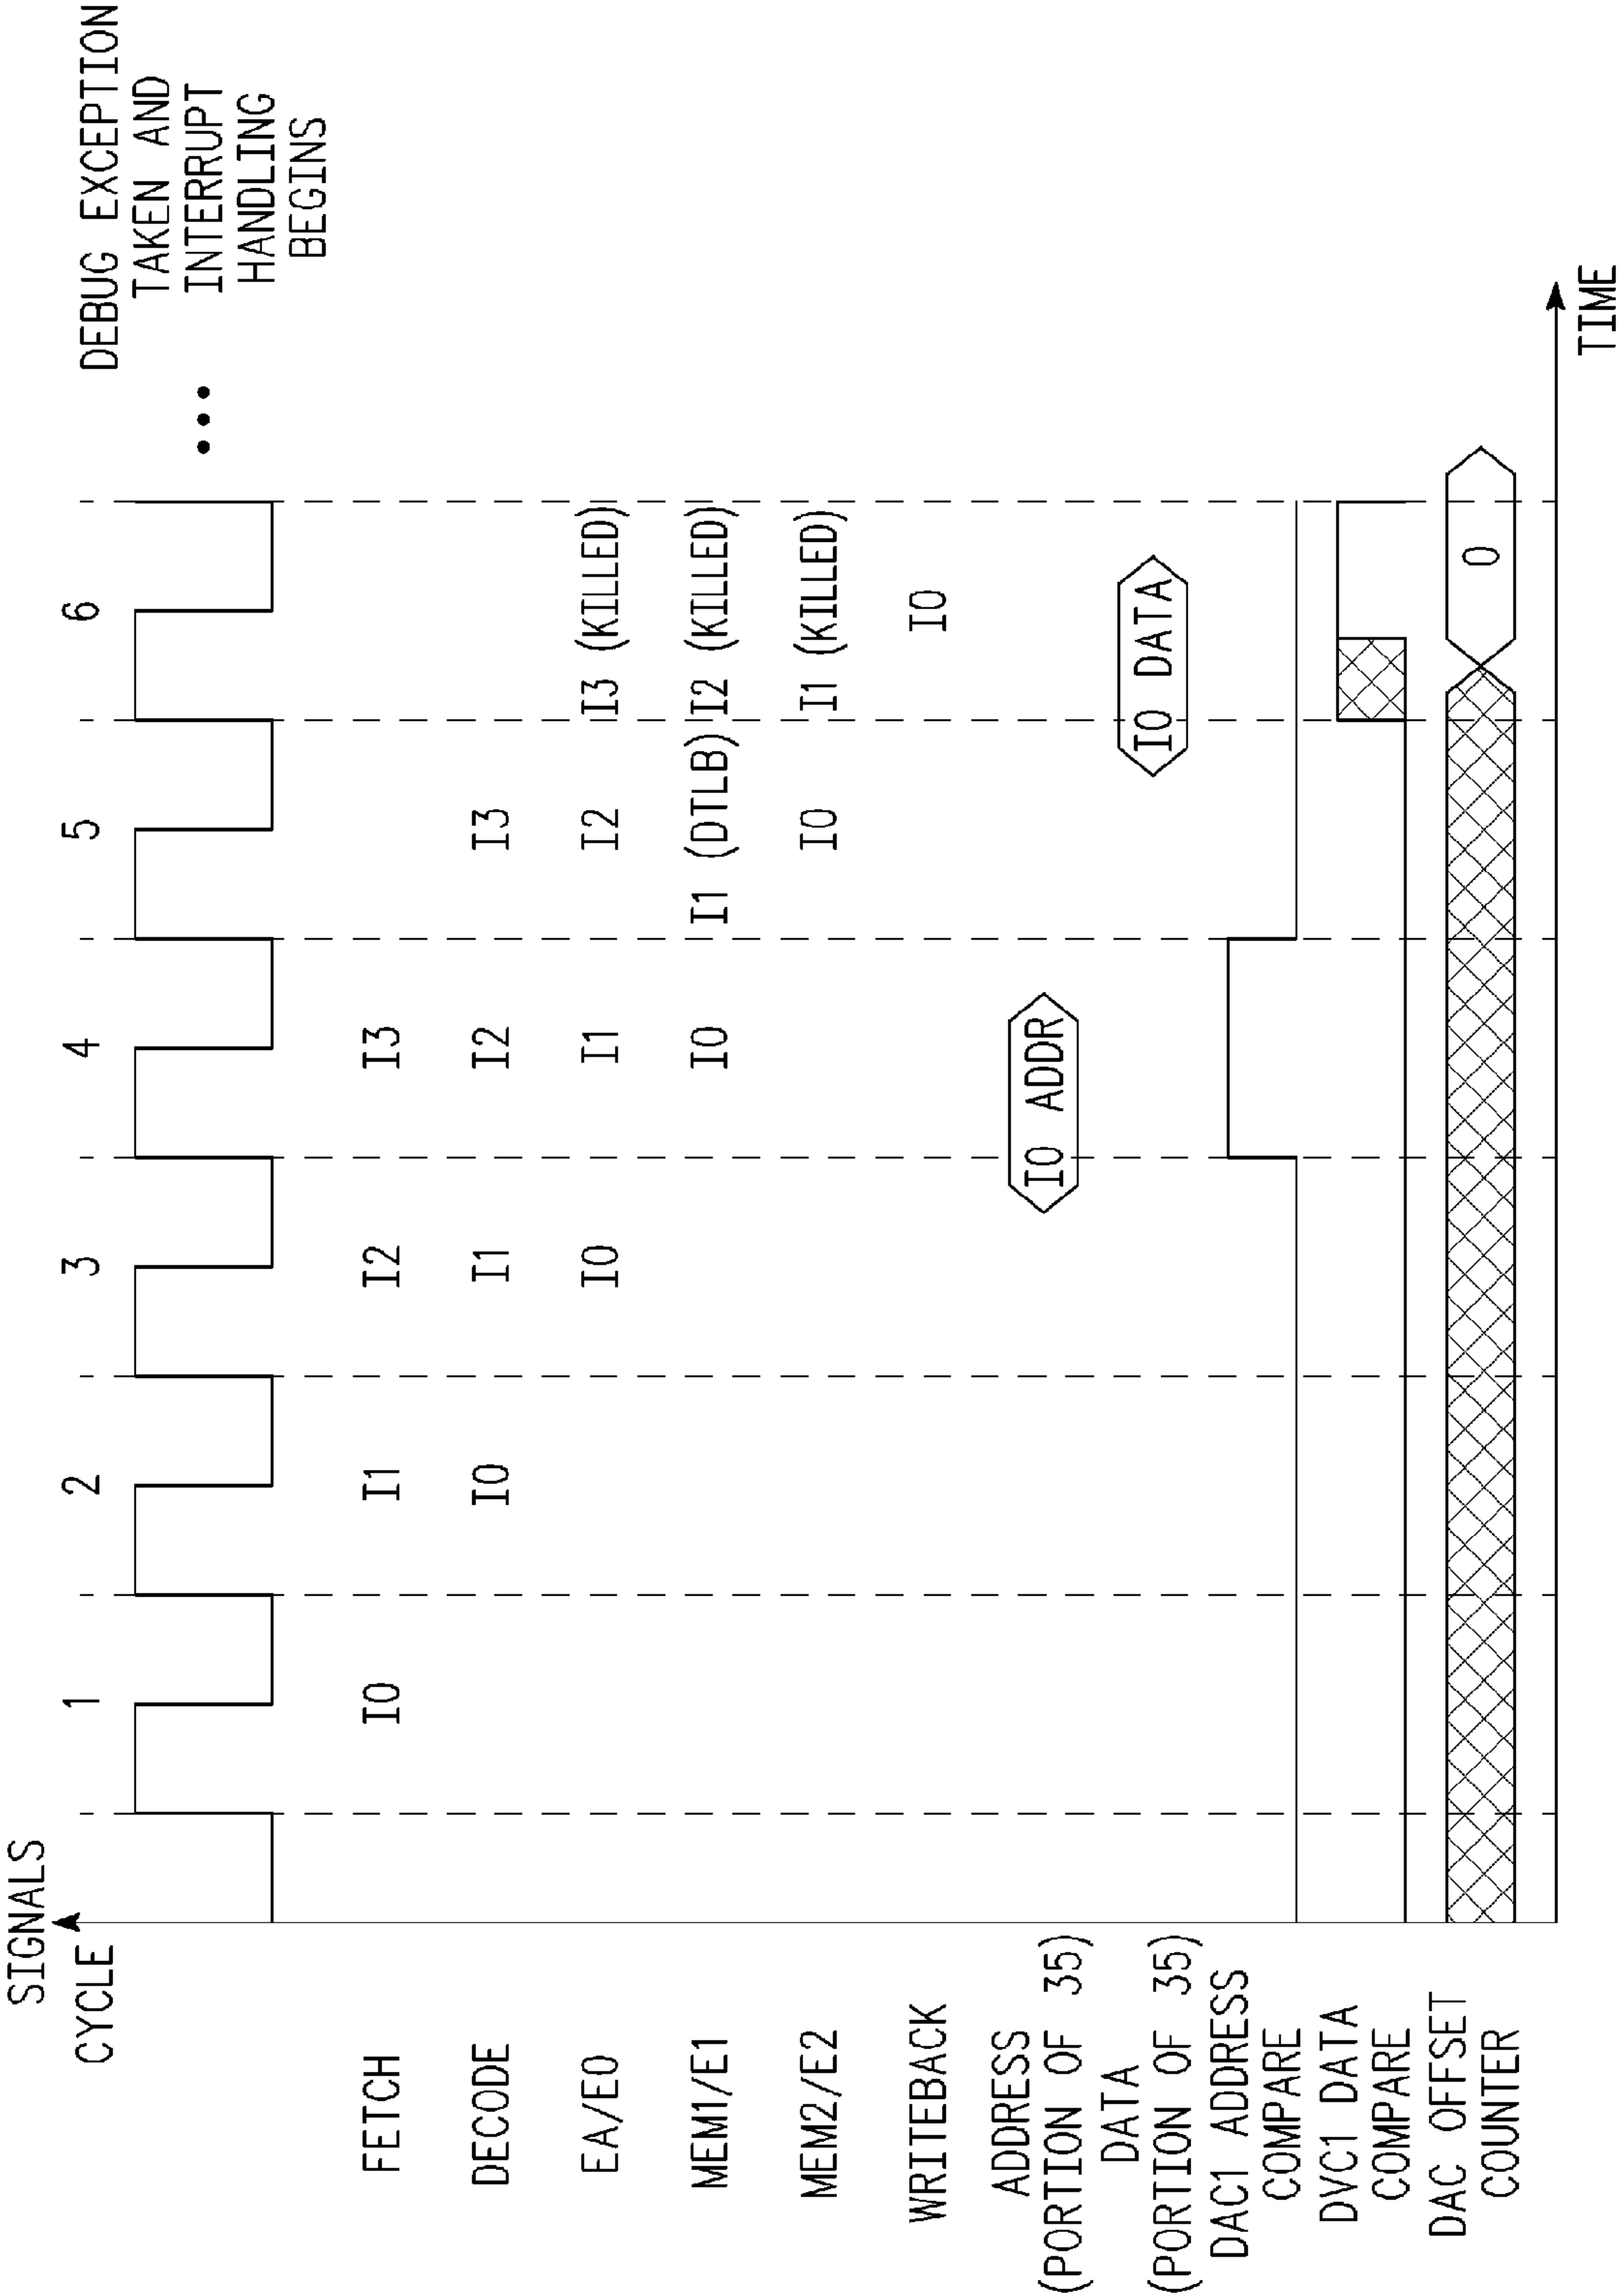 SIGNALS
CYCLE 1 2 3 4 5 6
DEBUG EXCEPTION
TAKEN AND
INTERRUPT
HANDLING
BEGINS
FETCH I0 I1 I2 I3
DECODE I0 I1 I2 I3
EA/E0 I0 I1 I2 I3 (KILLED)
MEM1/E1 I0 I1 (DTLB) I2 (KILLED)
MEM2/E2 I0 I1 (KILLED)
WRITEBACK I0
ADDRESS
(PORTION OF 35) I0 ADDR
DATA
(PORTION OF 35) I0 DATA
DAC1 ADDRESS
COMPARE
DVC1 DATA
COMPARE
DAC OFFSET
COUNTER 0
TIME